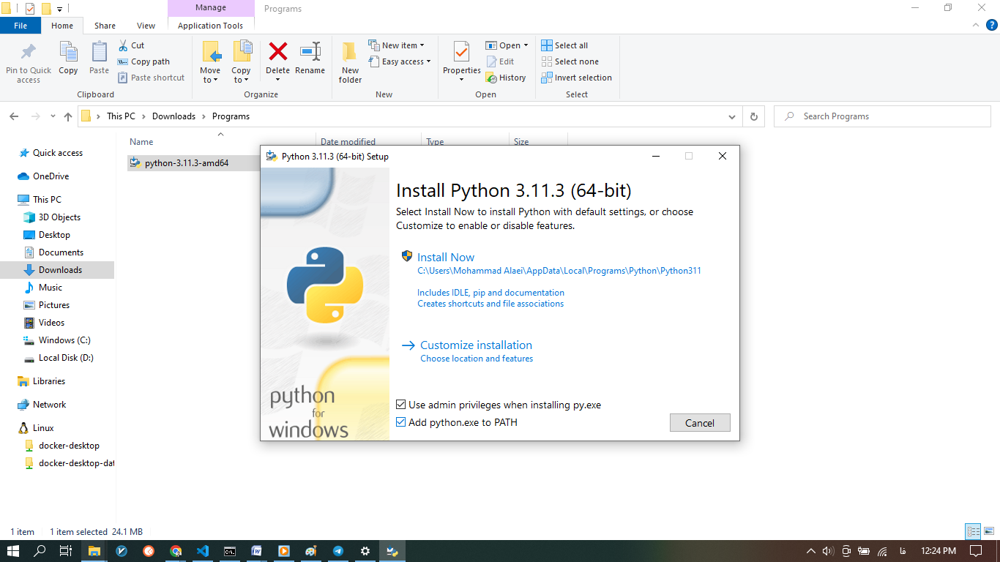 Manage
Programs
File
Home
Share
View
Application Tools
Pin to Quick access
Copy
Paste
Cut
Copy path
Paste shortcut
Clipboard
Move to
Copy to
Delete
Rename
Organize
New folder
New item
Easy access
New
Properties
Open
Edit
History
Open
Select all
Select none
Invert selection
Select
This PC
Downloads
Programs
Search Programs
Name
Date modified
Type
Size
python-3.11.3-amd64
Quick access
OneDrive
This PC
3D Objects
Desktop
Documents
Downloads
Music
Pictures
Videos
Windows (C:)
Local Disk (D:)
Libraries
Network
Linux
docker-desktop
docker-desktop-dat
Python 3.11.3 (64-bit) Setup
Install Python 3.11.3 (64-bit)
Select Install Now to install Python with default settings, or choose
Customize to enable or disable features.
Install Now
C:\Users\Mohammad Alaei\AppData\Local\Programs\Python\Python311
Includes IDLE, pip and documentation
Creates shortcuts and file associations
Customize installation
Choose location and features
Use admin privileges when installing py.exe
Add python.exe to PATH
Cancel
python
for
windows
1 item
1 item selected 24.1 MB
فا
12:24 PM